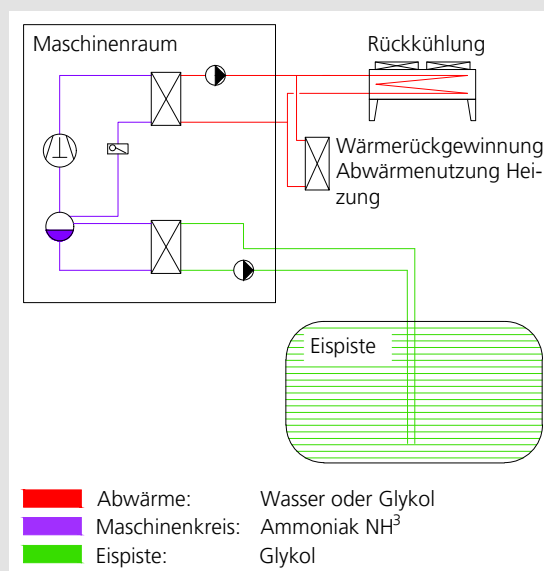 Maschinenraum
Rückkühlung
Wärmerückgewinnung
Abwärmenutzung Hei-
zung
Eispiste
Abwärme: Wasser oder Glykol
Maschinenkreis: Ammoniak NH³
Eispiste: Glykol